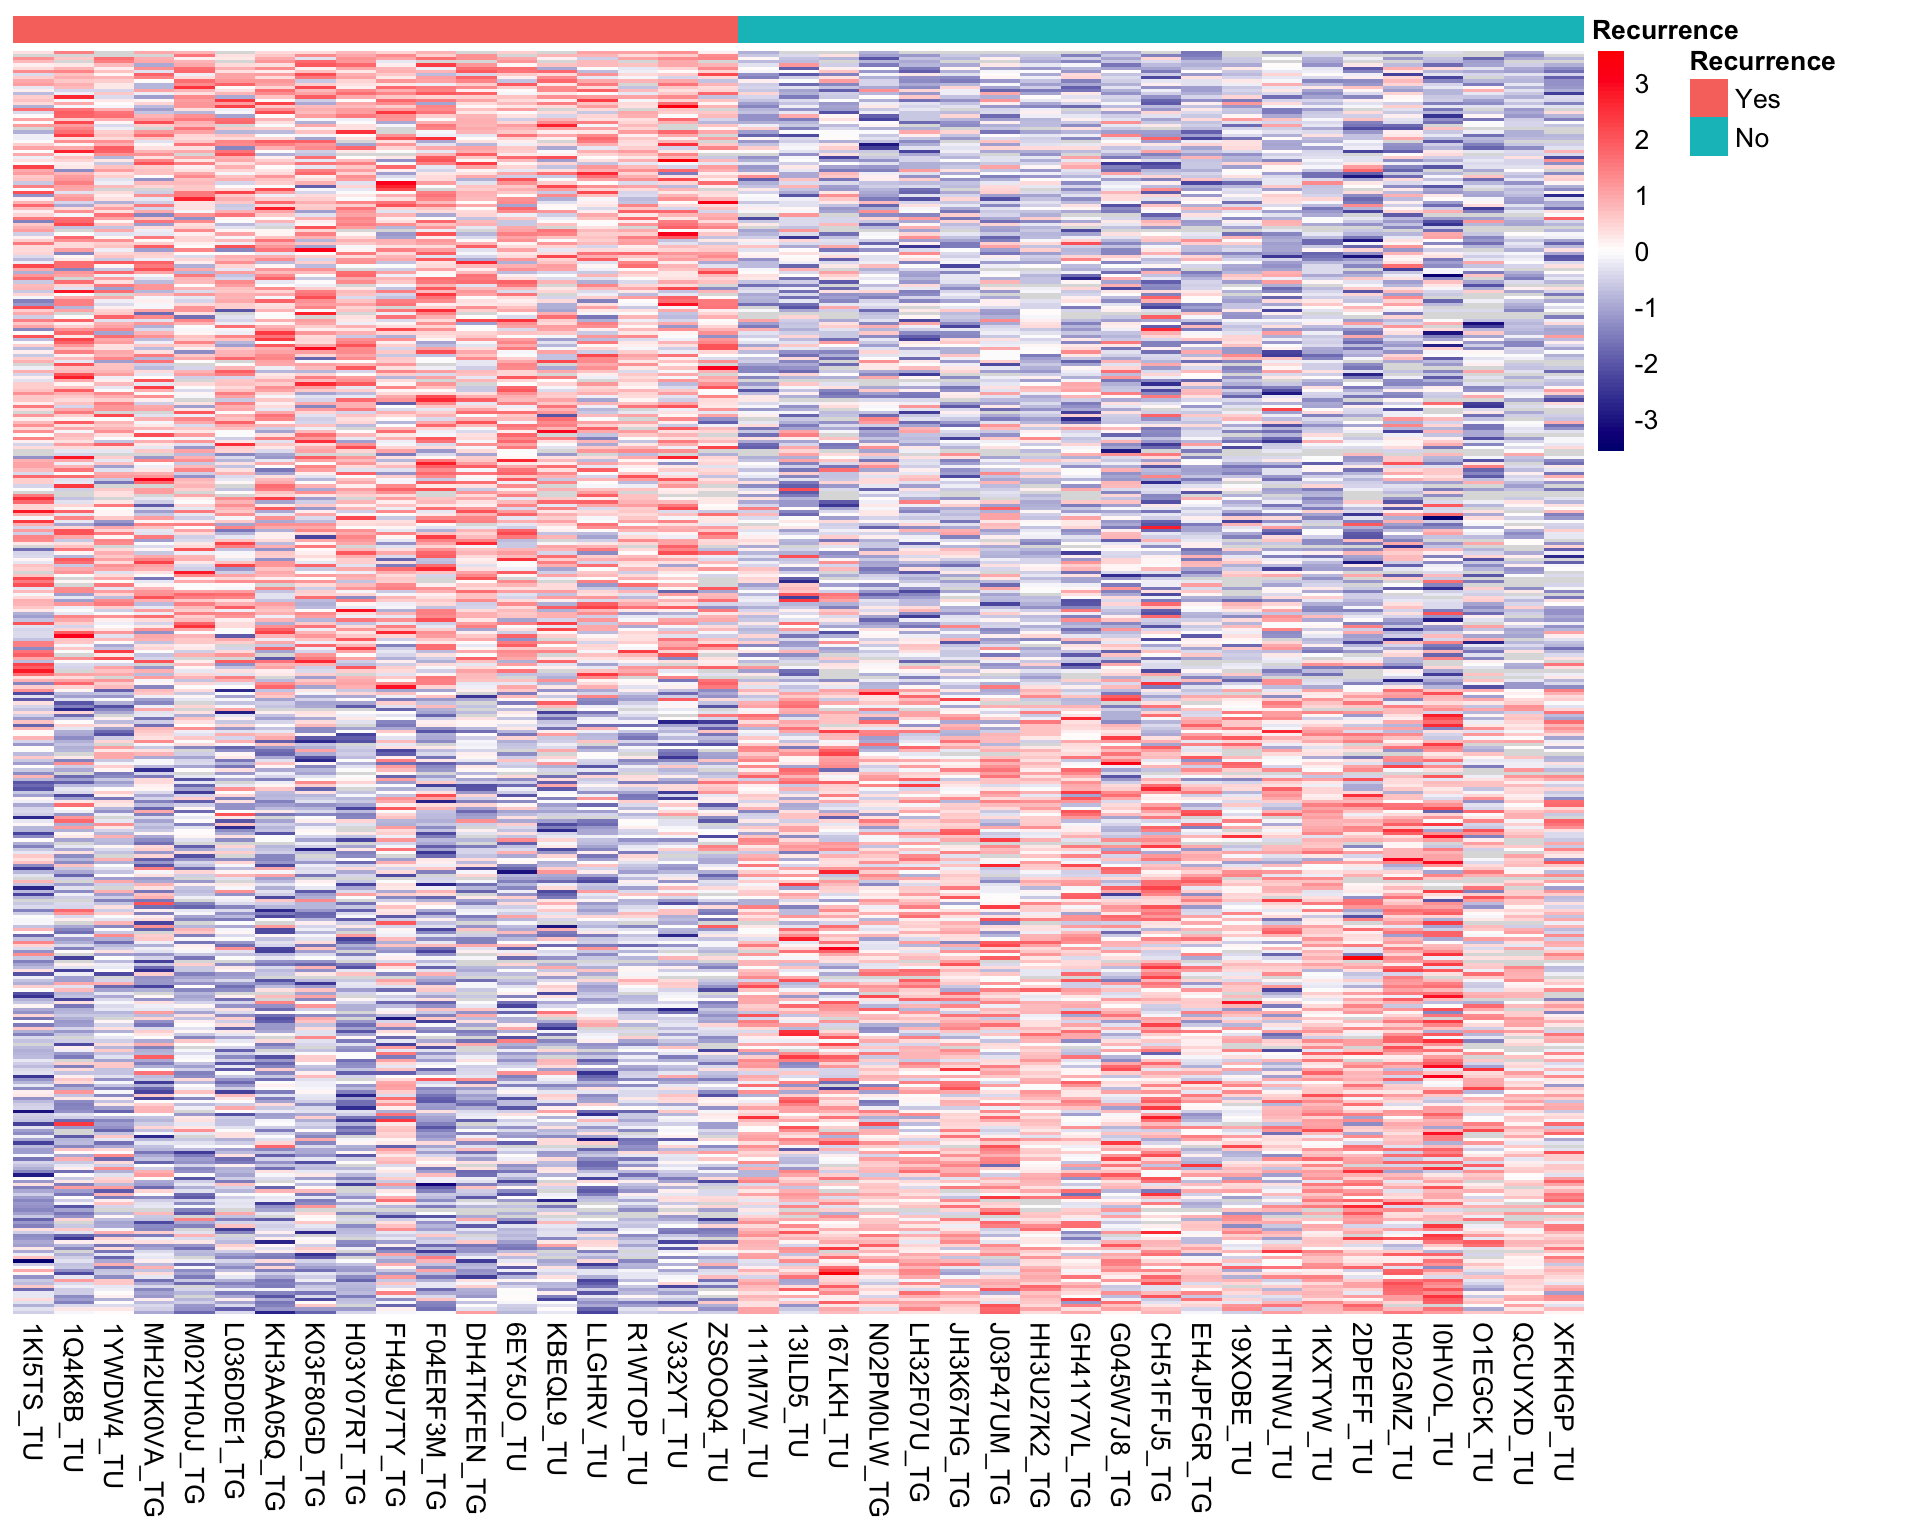 Recurrence
Recurrence
Yes
No
3
2
1
0
-1
-2
-3
1KI5TS_TU
1Q4K8B_TU
1YWDW4_TU
MH2UK0VA_TG
M02YH0JJ_TG
L036D0E1_TG
KH3AA05Q_TG
K03F80GD_TG
H03Y07RT_TG
FH49U7TY_TG
F04ERF3M_TG
DH4TKFEN_TG
6EY5JO_TU
KBEQL9_TU
LLGHRV_TU
R1WTOP_TU
V332YT_TU
ZSOOQ4_TU
111M7W_TU
13ILD5_TU
167LKH_TU
N02PM0LW_TG
LH32F07U_TG
JH3K67HG_TG
J03P47UM_TG
HH3U27K2_TG
GH41Y7VL_TG
G045W7J8_TG
CH51FFJ5_TG
EH4JPFGR_TG
19XOBE_TU
1HTNWJ_TU
1KXTYW_TU
2DPEFF_TU
H02GMZ_TU
I0HVOL_TU
O1EGCK_TU
QCUYXD_TU
XFKHGP_TU